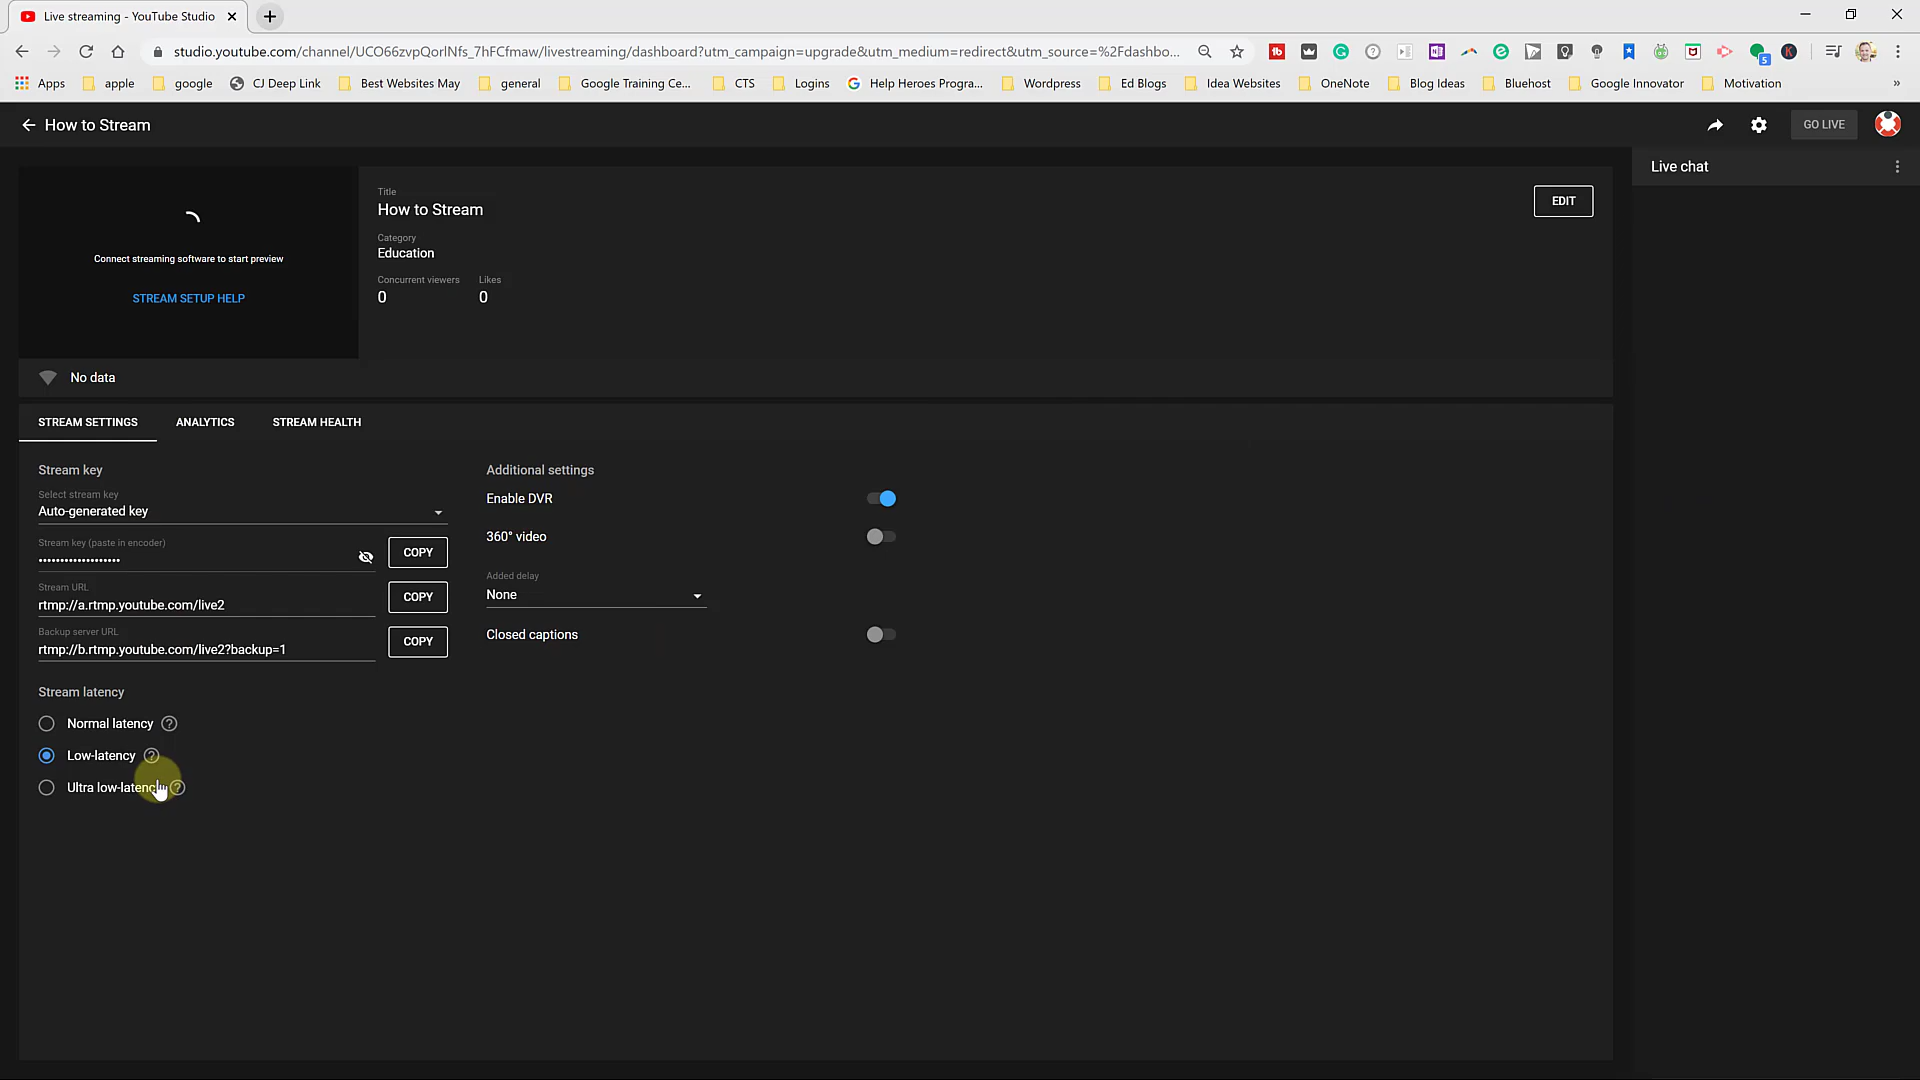 Live streaming - YouTube Studio
studio.youtube.com/channel/UCO66zvpQorlNfs_7hFCfmaw/livestreaming/dashboard?utm_campaign=upgrade&utm_medium=redirect&utm_source=%2Fdashbo...
Apps apple google CJ Deep Link Best Websites May general Google Training Ce... CTS Logins Help Heroes Progra... Wordpress Ed Blogs Idea Websites OneNote Blog Ideas Bluehost Google Innovator Motivation »
How to Stream
GO LIVE
Live chat
Connect streaming software to start preview
STREAM SETUP HELP
Title
How to Stream
EDIT
Category
Education
Concurrent viewers Likes
0 0
No data
STREAM SETTINGS ANALYTICS STREAM HEALTH
Stream key
Select stream key
Auto-generated key
Stream key (paste in encoder)
•••••••••••••••••••
COPY
Stream URL
rtmp://a.rtmp.youtube.com/live2
COPY
Backup server URL
rtmp://b.rtmp.youtube.com/live2?backup=1
COPY
Stream latency
Normal latency ?
Low-latency ?
Ultra low-latenc ?
Additional settings
Enable DVR
360° video
Added delay
None
Closed captions